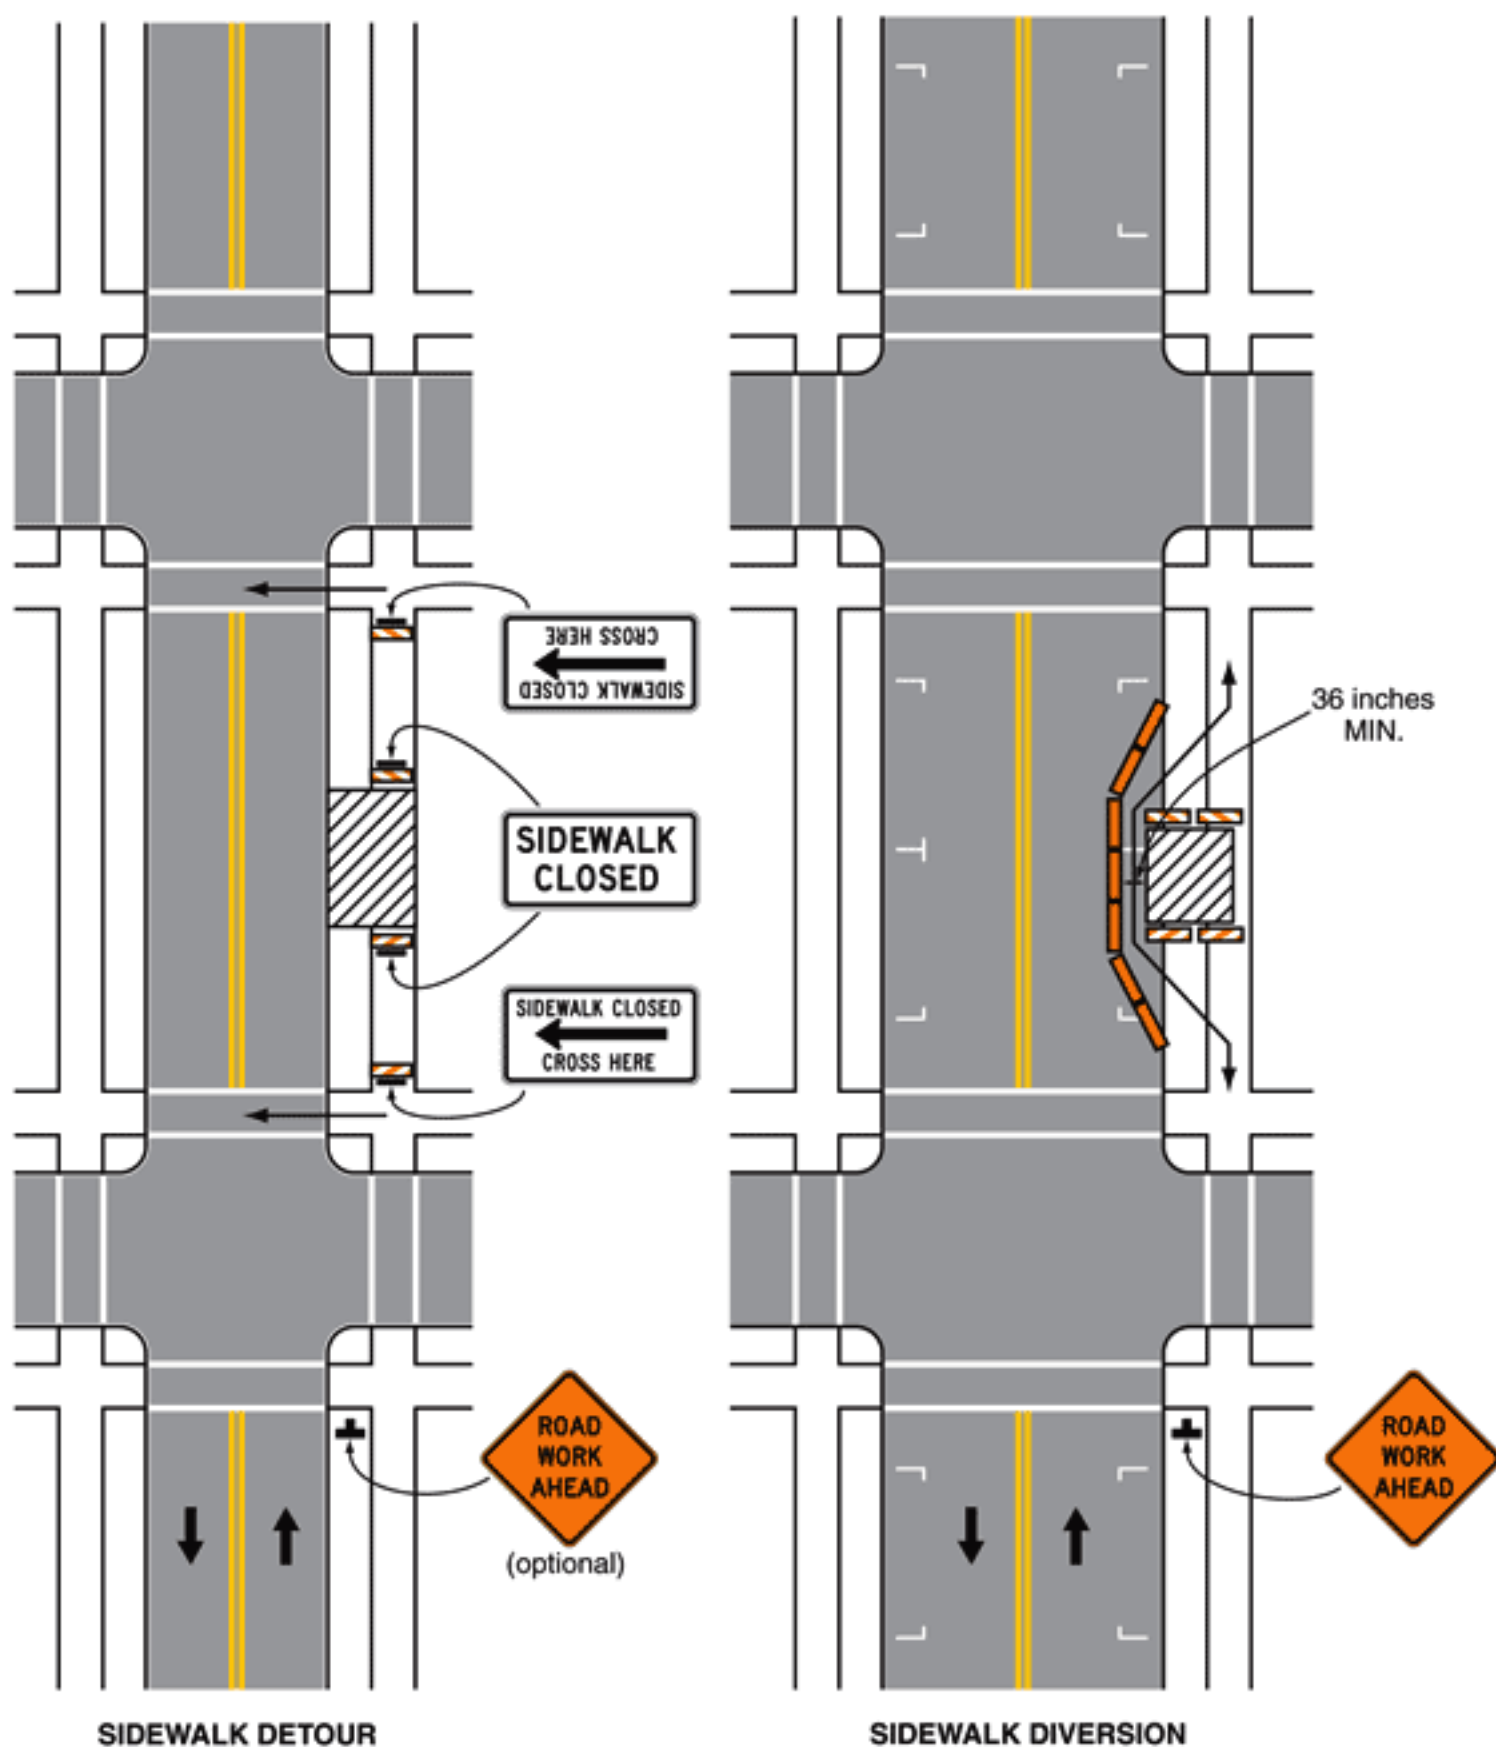 CROSS HERE
SIDEWALK CLOSED
36 inches
MIN.
SIDEWALK
CLOSED
SIDEWALK CLOSED
CROSS HERE
ROAD
WORK
AHEAD
(optional)
ROAD
WORK
AHEAD
SIDEWALK DETOUR
SIDEWALK DIVERSION